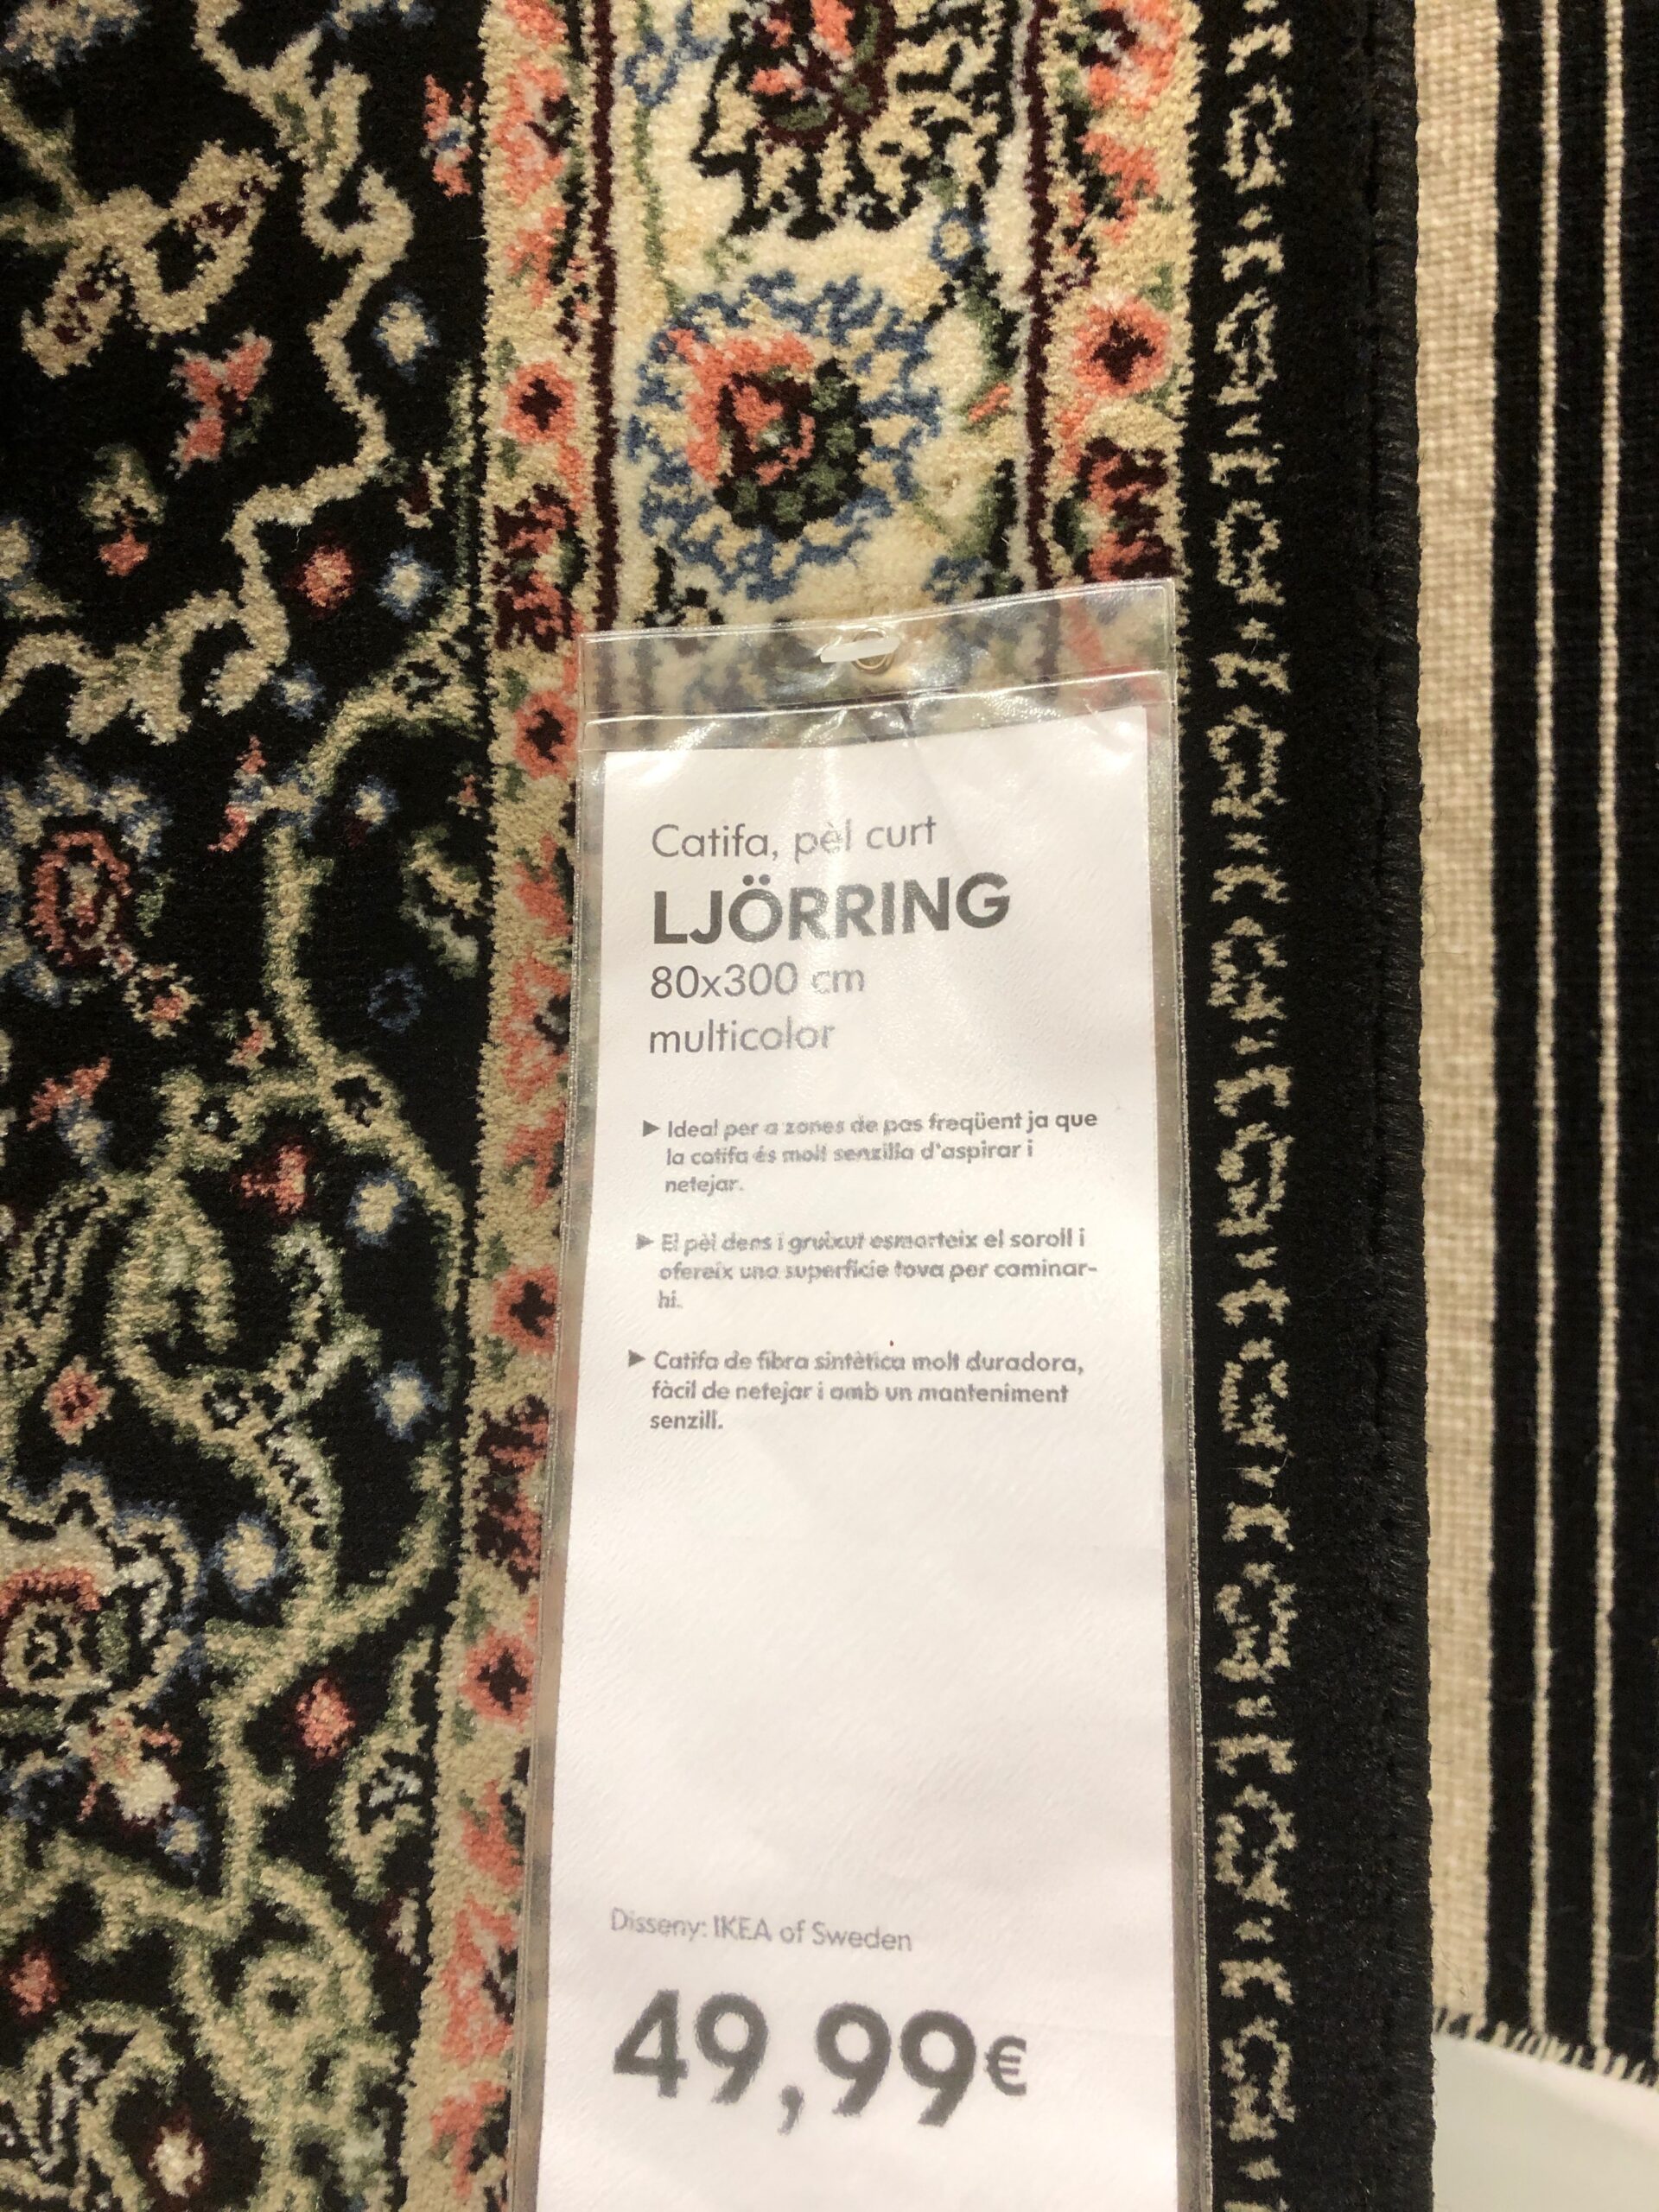 Catifa, pèl curt
LJÖRRING
80x300 cm
multicolor
► Ideal per a zones de pas freqüent ja que
la catifa és molt senzilla d'aspirar i
netejar.
► El pèl dens i gruixut esmorteix el soroll i
ofereix una superfície tova per caminar-
hi.
► Catifa de fibra sintètica molt duradora,
fàcil de netejar i amb un manteniment
senzill.
Disseny: IKEA of Sweden
49,99€